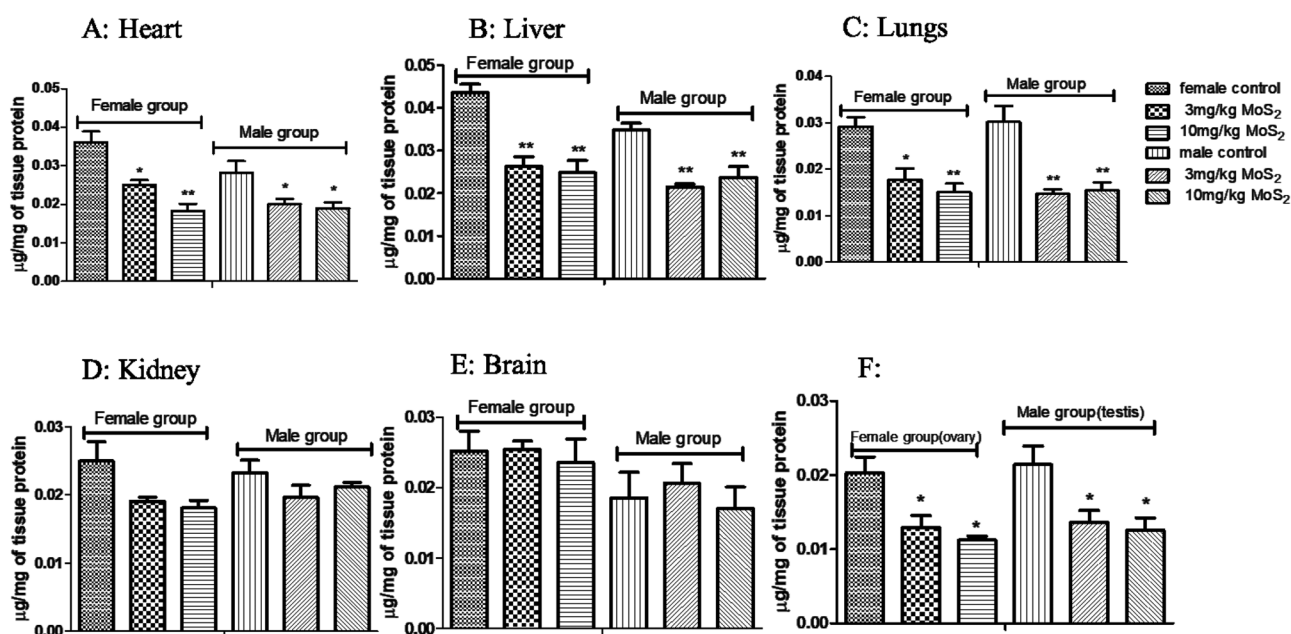 A: Heart
μg/mg of tissue protein
0.05
0.04
0.03
0.02
0.01
0.00
Female group
Male group
*
**
*
*
B: Liver
μg/mg of tissue protein
0.05
0.04
0.03
0.02
0.01
0.00
Female group
Male group
**
**
**
**
C: Lungs
μg/mg of tissue protein
0.04
0.03
0.02
0.01
0.00
Female group
Male group
*
**
**
**
female control
3mg/kg MoS2
10mg/kg MoS2
male control
3mg/kg MoS2
10mg/kg MoS2
D: Kidney
μg/mg of tissue protein
0.03
0.02
0.01
0.00
Female group
Male group
E: Brain
μg/mg of tissue protein
0.03
0.02
0.01
0.00
Female group
Male group
F:
μg/mg of tissue protein
0.03
0.02
0.01
0.00
Female group(ovary)
Male group(testis)
*
*
*
*